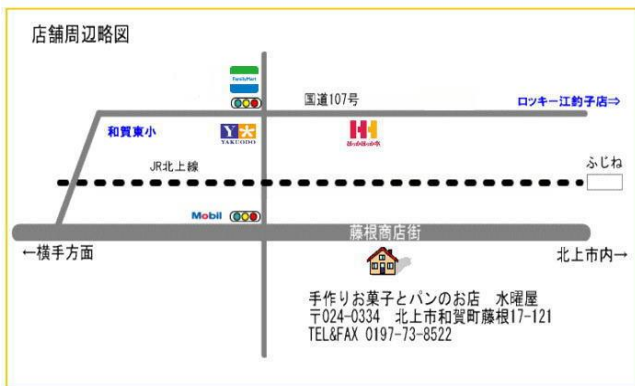 店舗周辺略図
FamilyMart
国道107号
ロッキー江釣子店⇒
和賀東小
YAKUODO
ほっかほっか亭
JR北上線
ふじね
Mobil
藤根商店街
←横手方面
北上市内→
手作りお菓子とパンのお店 水曜屋
〒024-0334 北上市和賀町藤根17-121
TEL&FAX 0197-73-8522